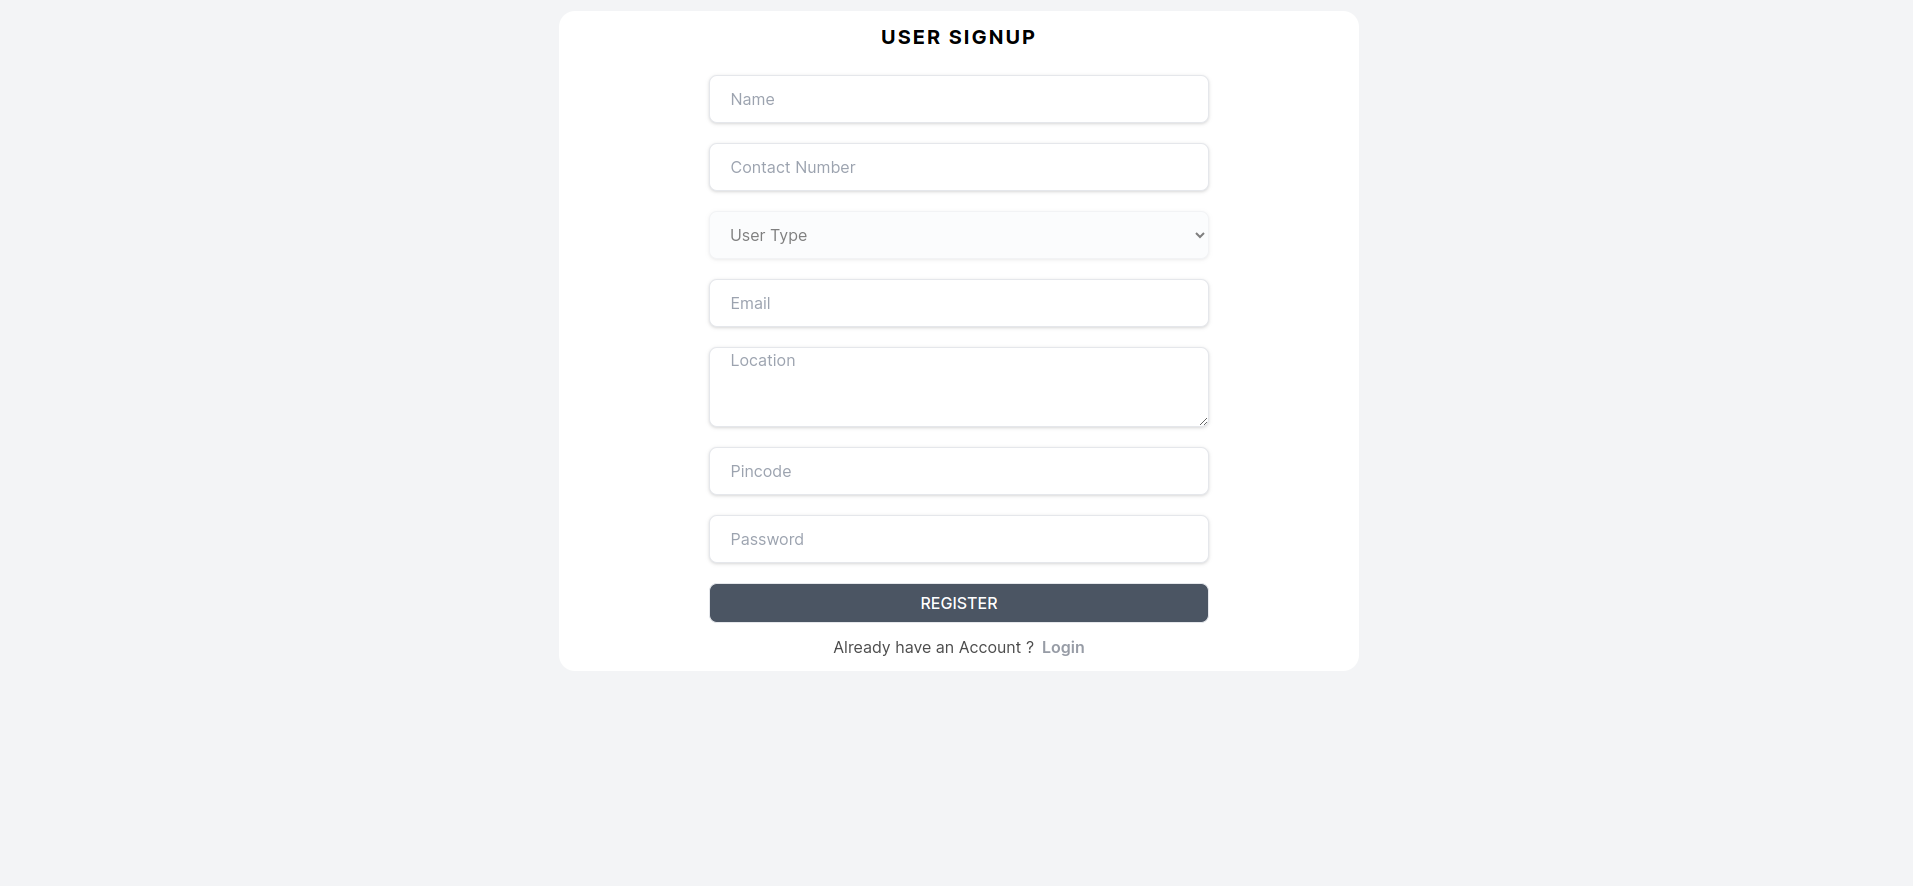 USER SIGNUP
Name
Contact Number
User Type
Email
Location
Pincode
Password
REGISTER
Already have an Account ? Login